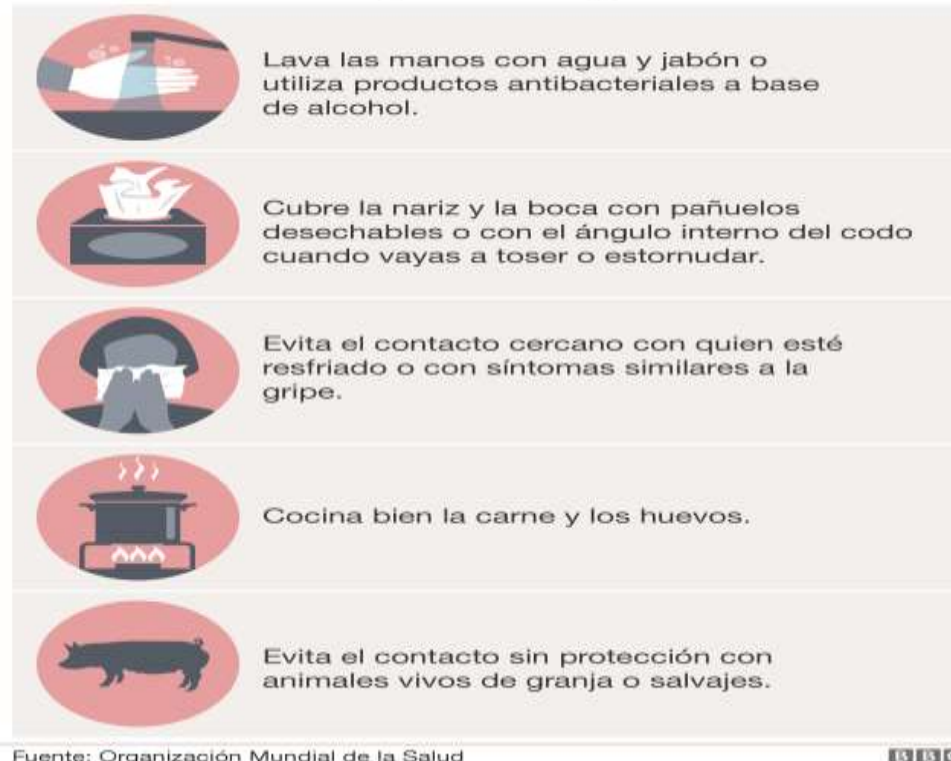 Lava las manos con agua y jabón o
utiliza productos antibacteriales a base
de alcohol.
Cubre la nariz y la boca con pañuelos
desechables o con el ángulo interno del codo
cuando vayas a toser o estornudar.
Evita el contacto cercano con quien esté
resfriado o con síntomas similares a la
gripe.
Cocina bien la carne y los huevos.
Evita el contacto sin protección con
animales vivos de granja o salvajes.
Fuente: Organización Mundial de la Salud